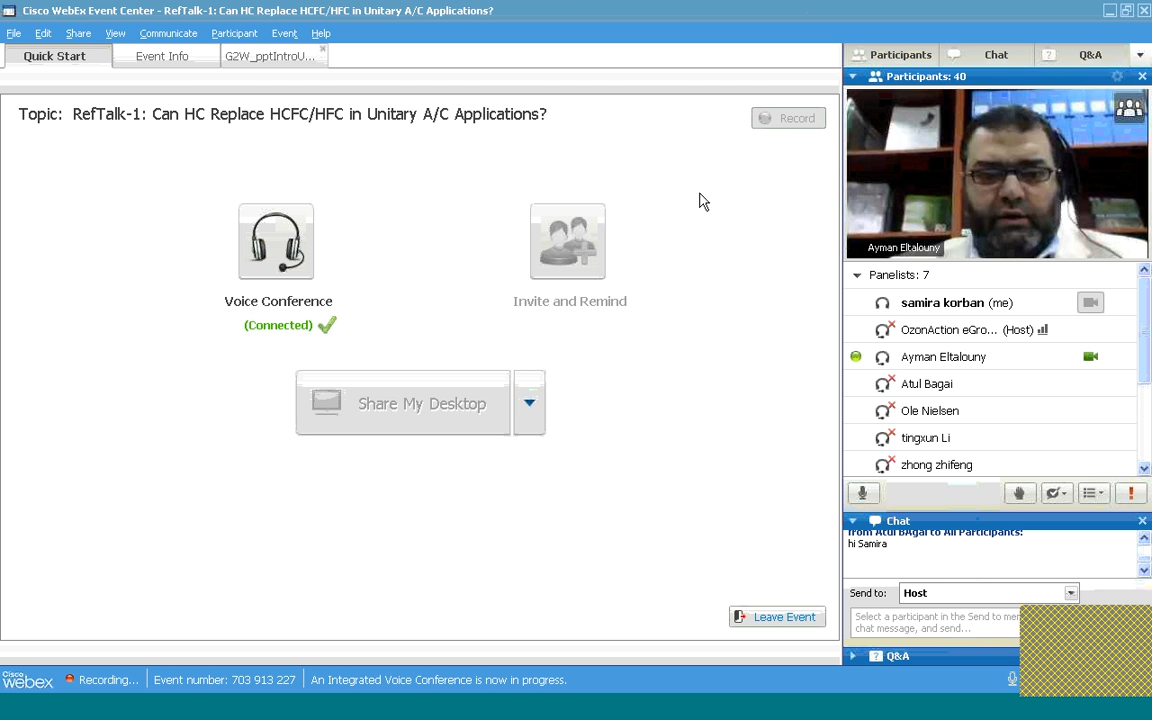 Cisco WebEx Event Center - RefTalk-1: Can HC Replace HCFC/HFC in Unitary A/C Applications?
File Edit Share View Communicate Participant Event Help
Quick Start Event Info G2W_pptIntroU...
Participants Chat Q&A
Participants: 40
Topic: RefTalk-1: Can HC Replace HCFC/HFC in Unitary A/C Applications?
Record
Voice Conference
(Connected)
Invite and Remind
Share My Desktop
Leave Event
Ayman Eltalouny
Panelists: 7
samira korban (me)
OzonAction eGro... (Host)
Ayman Eltalouny
Atul Bagai
Ole Nielsen
tingxun Li
zhong zhifeng
Chat
from Atul BAgai to All Participants:
hi Samira
Send to: Host
Select a participant in the Send to
chat message, and send...
Q&A
Cisco webex Recording... Event number: 703 913 227 An Integrated Voice Conference is now in progress.